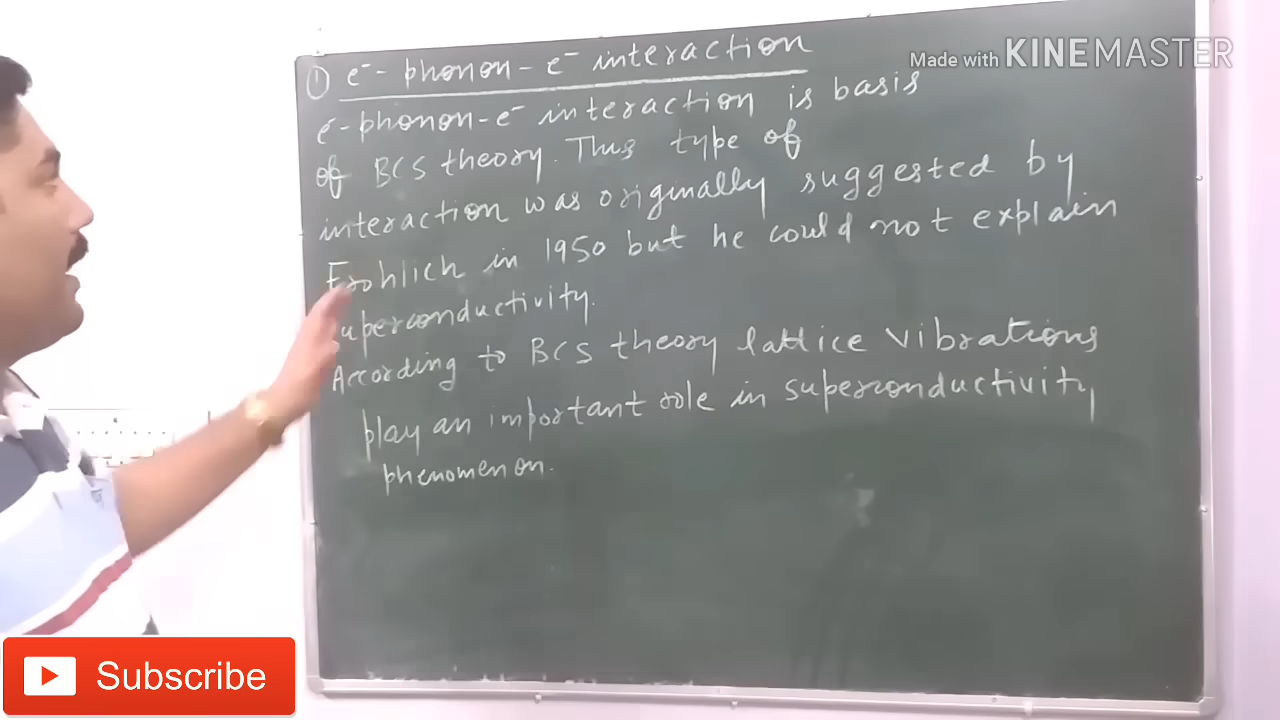 Made with KINEMASTER
① e⁻- phonon - e⁻ interaction
e⁻-phonon-e⁻ interaction is basis
of BCS theory. This type of
interaction was originally suggested by
Frohlich in 1950 but he could not explain
superconductivity.
According to BCS theory lattice vibrations
play an important role in superconductivity
phenomenon.
Subscribe